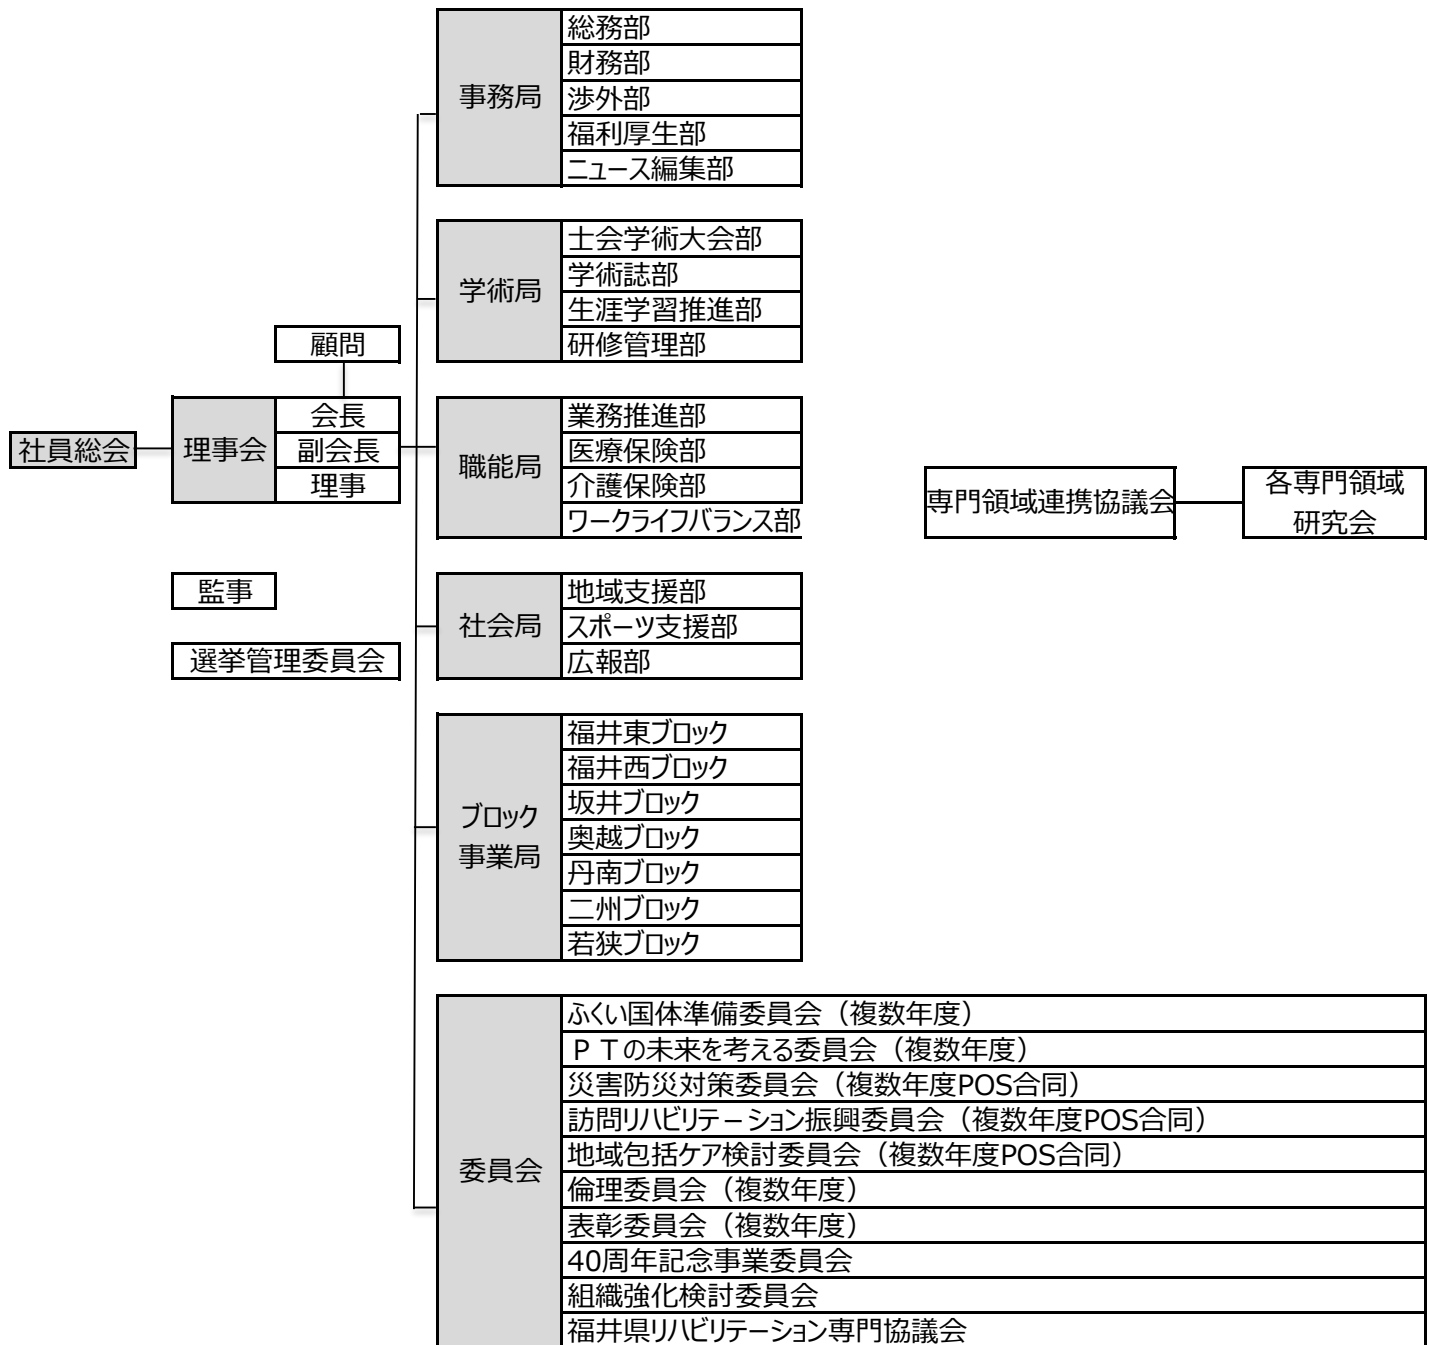 総務部
財務部
事務局
渉外部
福利厚生部
ニュース編集部
士会学術大会部
学術誌部
学術局
生涯学習推進部
研修管理部
顧問
会長
社員総会
理事会
副会長
理事
業務推進部
医療保険部
職能局
介護保険部
ワークライフバランス部
専門領域連携協議会
各専門領域
研究会
監事
選挙管理委員会
地域支援部
社会局
スポーツ支援部
広報部
福井東ブロック
福井西ブロック
坂井ブロック
ブロック
事業局
奥越ブロック
丹南ブロック
二州ブロック
若狭ブロック
ふくい国体準備委員会（複数年度）
ＰＴの未来を考える委員会（複数年度）
災害防災対策委員会（複数年度POS合同）
訪問リハビリテ－ション振興委員会（複数年度POS合同）
地域包括ケア検討委員会（複数年度POS合同）
委員会
倫理委員会（複数年度）
表彰委員会（複数年度）
40周年記念事業委員会
組織強化検討委員会
福井県リハビリテーション専門協議会